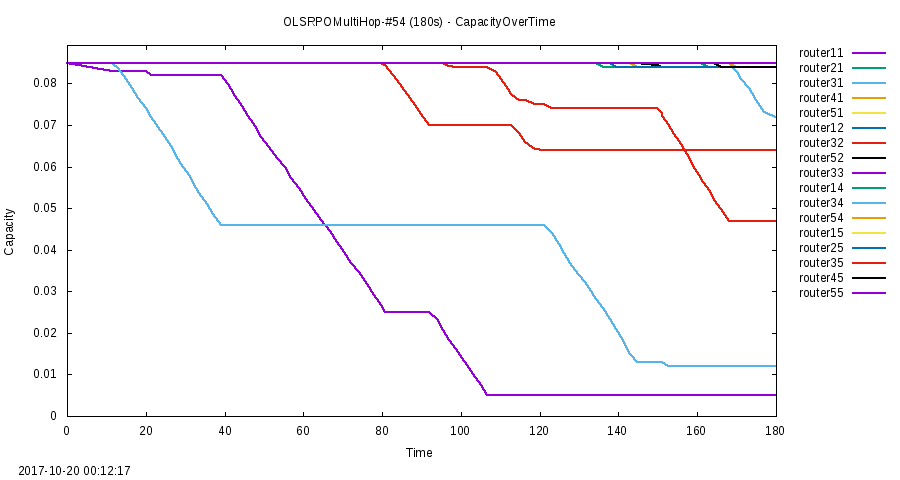 OLSRPPOMultiHop-#54 (180s) - CapacityOverTime
Capacity
0.08
0.07
0.06
0.05
0.04
0.03
0.02
0.01
0
0 20 40 60 80 100 120 140 160 180
Time
router11
router21
router31
router41
router51
router12
router32
router52
router33
router14
router34
router54
router15
router25
router35
router45
router55
2017-10-20 00:12:17